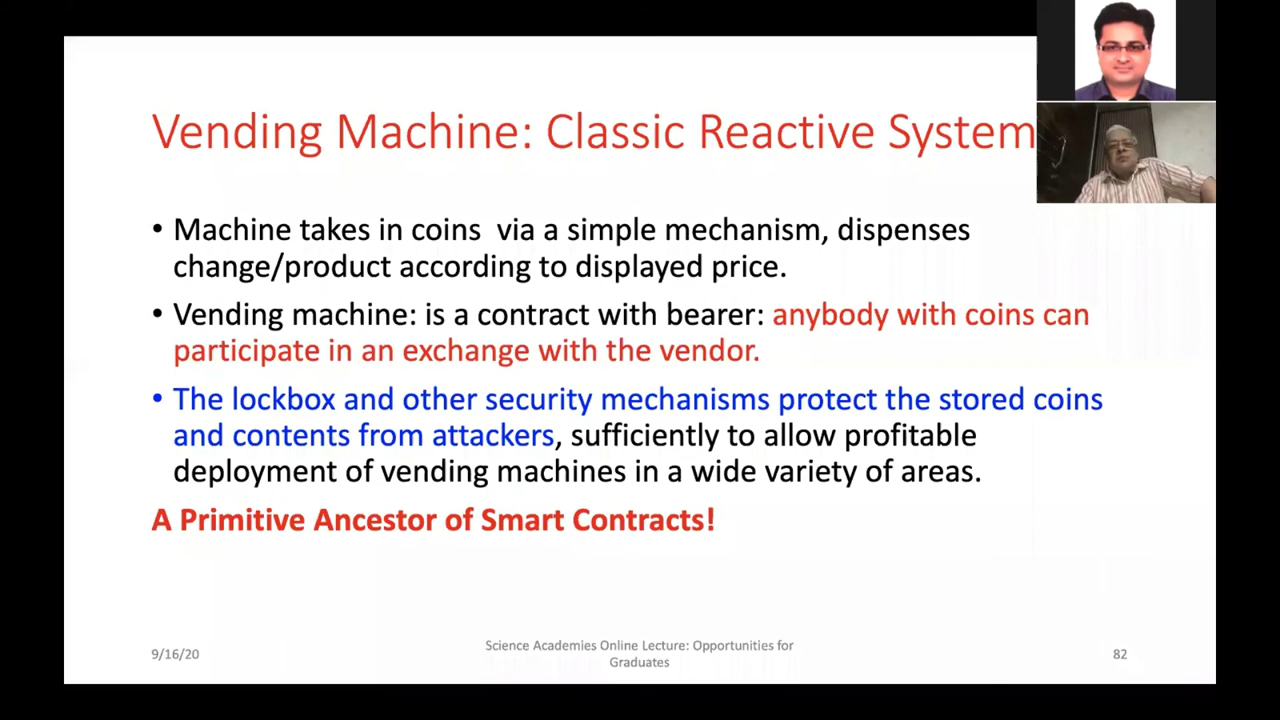 Vending Machine: Classic Reactive System
• Machine takes in coins via a simple mechanism, dispenses
change/product according to displayed price.
• Vending machine: is a contract with bearer: anybody with coins can
participate in an exchange with the vendor.
• The lockbox and other security mechanisms protect the stored coins
and contents from attackers, sufficiently to allow profitable
deployment of vending machines in a wide variety of areas.
A Primitive Ancestor of Smart Contracts!
9/16/20
Science Academies Online Lecture: Opportunities for
Graduates
82